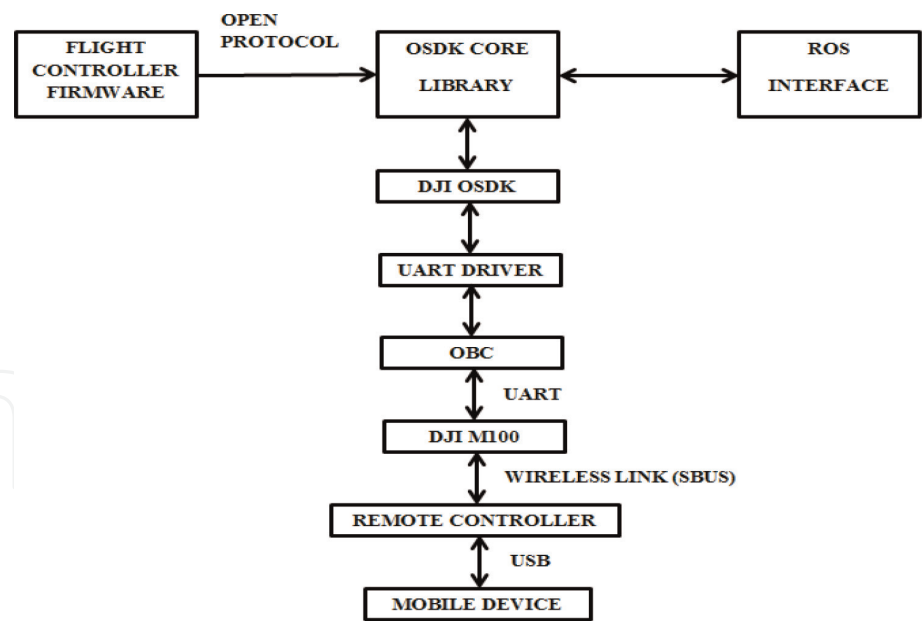 FLIGHT
CONTROLLER
FIRMWARE
OPEN
PROTOCOL
OSDK CORE
LIBRARY
ROS
INTERFACE
DJI OSDK
UART DRIVER
OBC
UART
DJI M100
WIRELESS LINK (SBUS)
REMOTE CONTROLLER
USB
MOBILE DEVICE